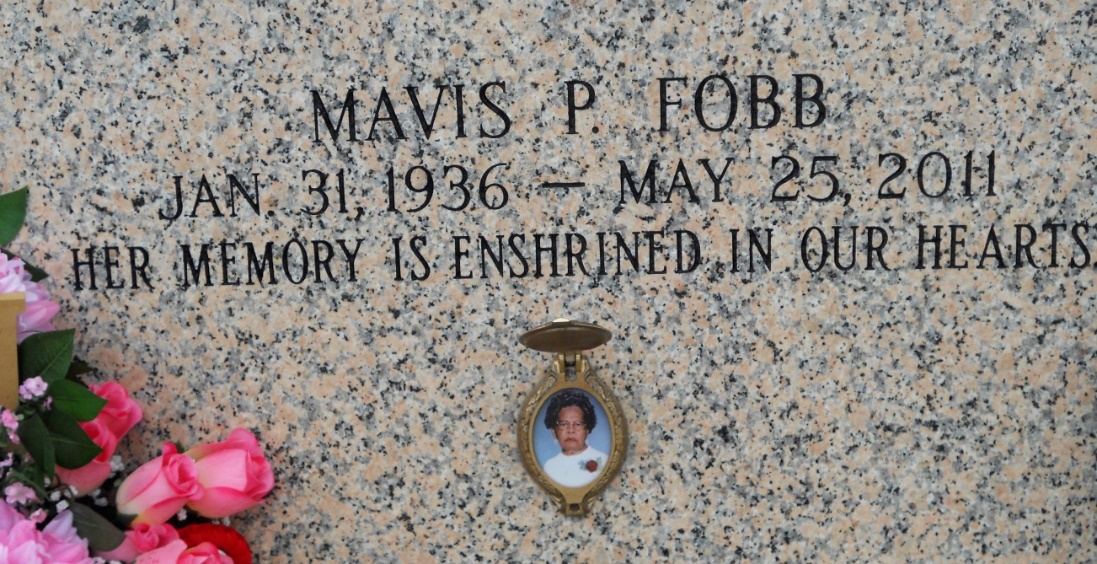 MAVIS P. FOBB
JAN. 31, 1936 — MAY 25, 2011
HER MEMORY IS ENSHRINED IN OUR HEARTS.